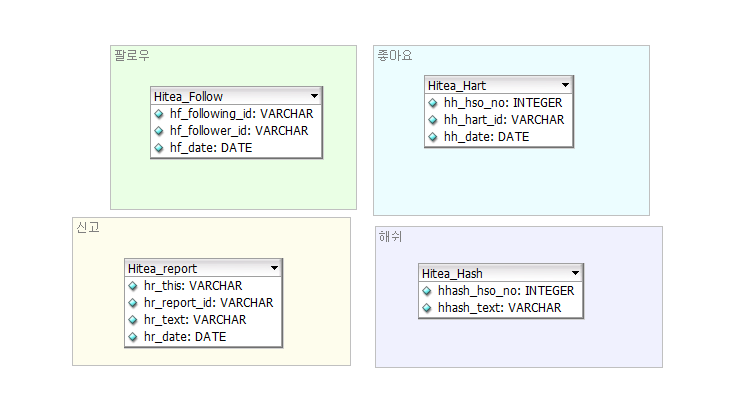 팔로우
Hitea_Follow
hf_following_id: VARCHAR
hf_follower_id: VARCHAR
hf_date: DATE
좋아요
Hitea_Hart
hh_hso_no: INTEGER
hh_hart_id: VARCHAR
hh_date: DATE
신고
Hitea_report
hr_this: VARCHAR
hr_report_id: VARCHAR
hr_text: VARCHAR
hr_date: DATE
해쉬
Hitea_Hash
hhash_hso_no: INTEGER
hhash_text: VARCHAR